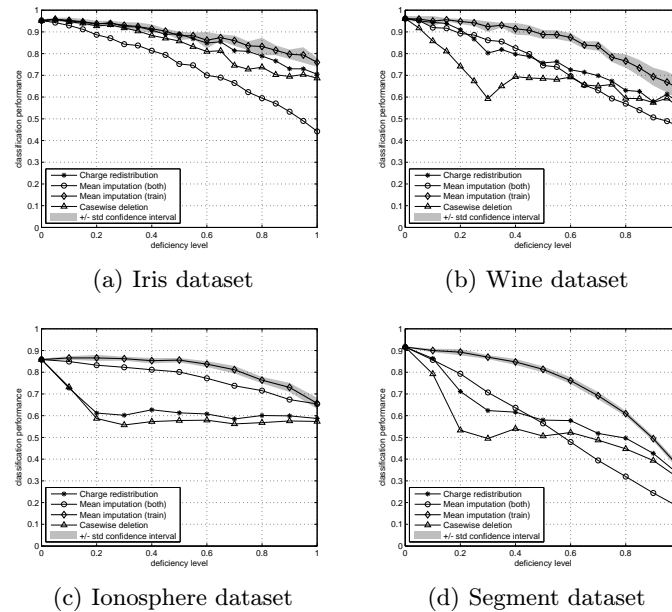 1
0.9
0.8
0.7
0.6
0.5
0.4
0.3
0.2
0.1
0
classification performance
Charge redistribution
Mean imputation (both)
Mean imputation (train)
Casewise deletion
+/- std confidence interval
0 0.2 0.4 0.6 0.8 1
deficiency level
(a) Iris dataset
1
0.9
0.8
0.7
0.6
0.5
0.4
0.3
0.2
0.1
0
classification performance
Charge redistribution
Mean imputation (both)
Mean imputation (train)
Casewise deletion
+/- std confidence interval
0 0.2 0.4 0.6 0.8
deficiency level
(b) Wine dataset
1
0.9
0.8
0.7
0.6
0.5
0.4
0.3
0.2
0.1
0
classification performance
Charge redistribution
Mean imputation (both)
Mean imputation (train)
Casewise deletion
+/- std confidence interval
0 0.2 0.4 0.6 0.8 1
deficiency level
(c) Ionosphere dataset
1
0.9
0.8
0.7
0.6
0.5
0.4
0.3
0.2
0.1
0
classification performance
Charge redistribution
Mean imputation (both)
Mean imputation (train)
Casewise deletion
+/- std confidence interval
0 0.2 0.4 0.6 0.8
deficiency level
(d) Segment dataset